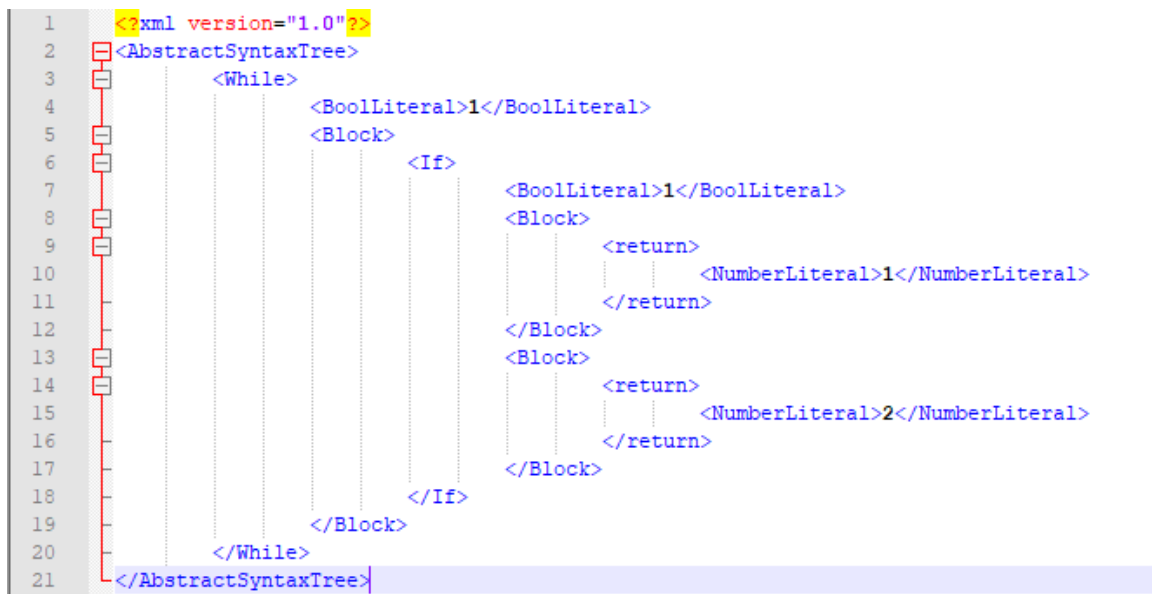 1 <?xml version="1.0"?>
2 <AbstractSyntaxTree>
3 <While>
4 <BoolLiteral>1</BoolLiteral>
5 <Block>
6 <If>
7 <BoolLiteral>1</BoolLiteral>
8 <Block>
9 <return>
10 <NumberLiteral>1</NumberLiteral>
11 </return>
12 </Block>
13 <Block>
14 <return>
15 <NumberLiteral>2</NumberLiteral>
16 </return>
17 </Block>
18 </If>
19 </Block>
20 </While>
21 </AbstractSyntaxTree>